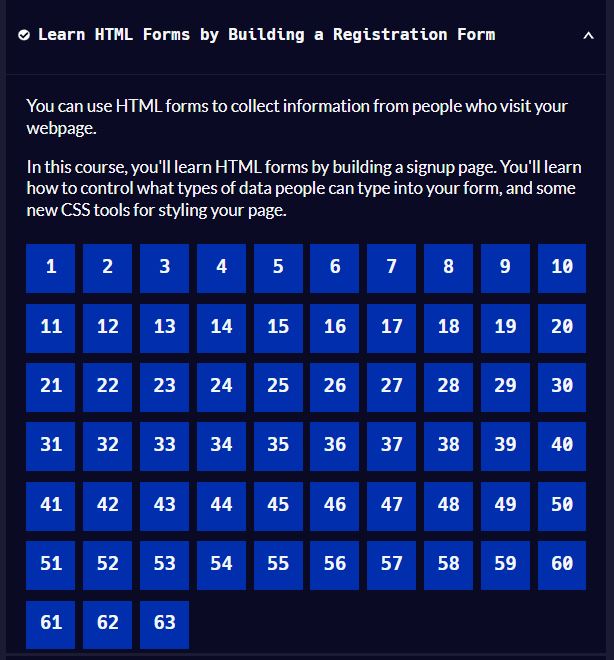 Learn HTML Forms by Building a Registration Form
You can use HTML forms to collect information from people who visit your
webpage.
In this course, you'll learn HTML forms by building a signup page. You'll learn
how to control what types of data people can type into your form, and some
new CSS tools for styling your page.
1 2 3 4 5 6 7 8 9 10
11 12 13 14 15 16 17 18 19 20
21 22 23 24 25 26 27 28 29 30
31 32 33 34 35 36 37 38 39 40
41 42 43 44 45 46 47 48 49 50
51 52 53 54 55 56 57 58 59 60
61 62 63